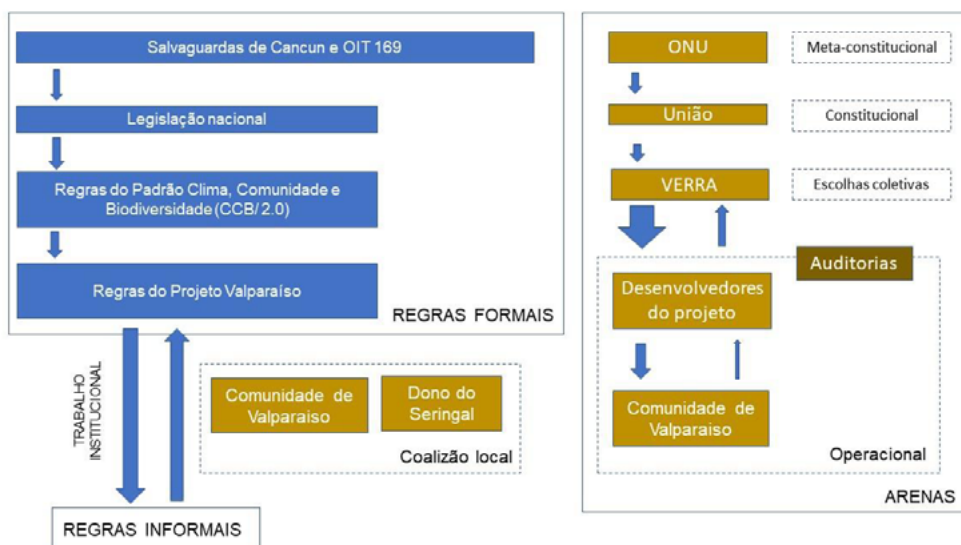 Salvaguardas de Cancun e OIT 169
Legislação nacional
Regras do Padrão Clima, Comunidade e
Biodiversidade (CCB/ 2.0)
Regras do Projeto Valparaíso
REGRAS FORMAIS
TRABALHO
INSTITUCIONAL
Comunidade de
Valparaiso
Dono do
Seringal
Coalizão local
REGRAS INFORMAIS
ONU
Meta-constitucional
União
Constitucional
VERRA
Escolhas coletivas
Auditorias
Desenvolvedores
do projeto
Comunidade de
Valparaiso
Operacional
ARENAS